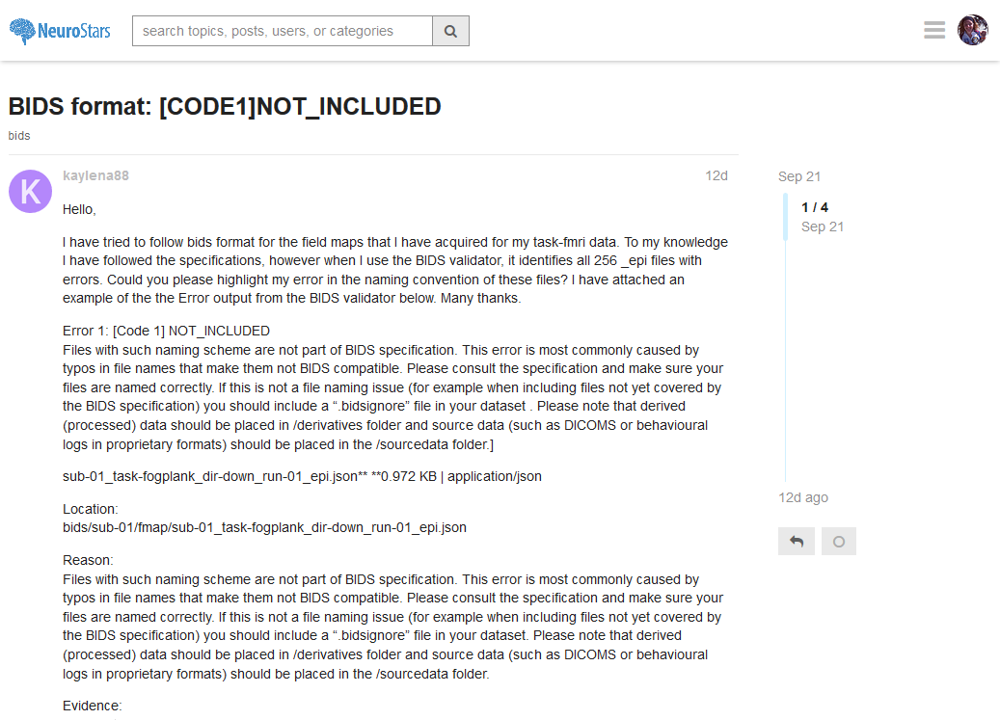 NeuroStars
search topics, posts, users, or categories
BIDS format: [CODE1]NOT_INCLUDED
bids
K
kaylena88
12d
Hello,
I have tried to follow bids format for the field maps that I have acquired for my task-fmri data. To my knowledge
I have followed the specifications, however when I use the BIDS validator, it identifies all 256 _epi files with
errors. Could you please highlight my error in the naming convention of these files? I have attached an
example of the the Error output from the BIDS validator below. Many thanks.
Error 1: [Code 1] NOT_INCLUDED
Files with such naming scheme are not part of BIDS specification. This error is most commonly caused by
typos in file names that make them not BIDS compatible. Please consult the specification and make sure your
files are named correctly. If this is not a file naming issue (for example when including files not yet covered by
the BIDS specification) you should include a “.bidsignore” file in your dataset . Please note that derived
(processed) data should be placed in /derivatives folder and source data (such as DICOMS or behavioural
logs in proprietary formats) should be placed in the /sourcedata folder.]
sub-01_task-fogplank_dir-down_run-01_epi.json** **0.972 KB | application/json
Location:
bids/sub-01/fmap/sub-01_task-fogplank_dir-down_run-01_epi.json
Reason:
Files with such naming scheme are not part of BIDS specification. This error is most commonly caused by
typos in file names that make them not BIDS compatible. Please consult the specification and make sure your
files are named correctly. If this is not a file naming issue (for example when including files not yet covered by
the BIDS specification) you should include a “.bidsignore” file in your dataset. Please note that derived
(processed) data should be placed in /derivatives folder and source data (such as DICOMS or behavioural
logs in proprietary formats) should be placed in the /sourcedata folder.
Evidence:
Sep 21
1 / 4
Sep 21
12d ago